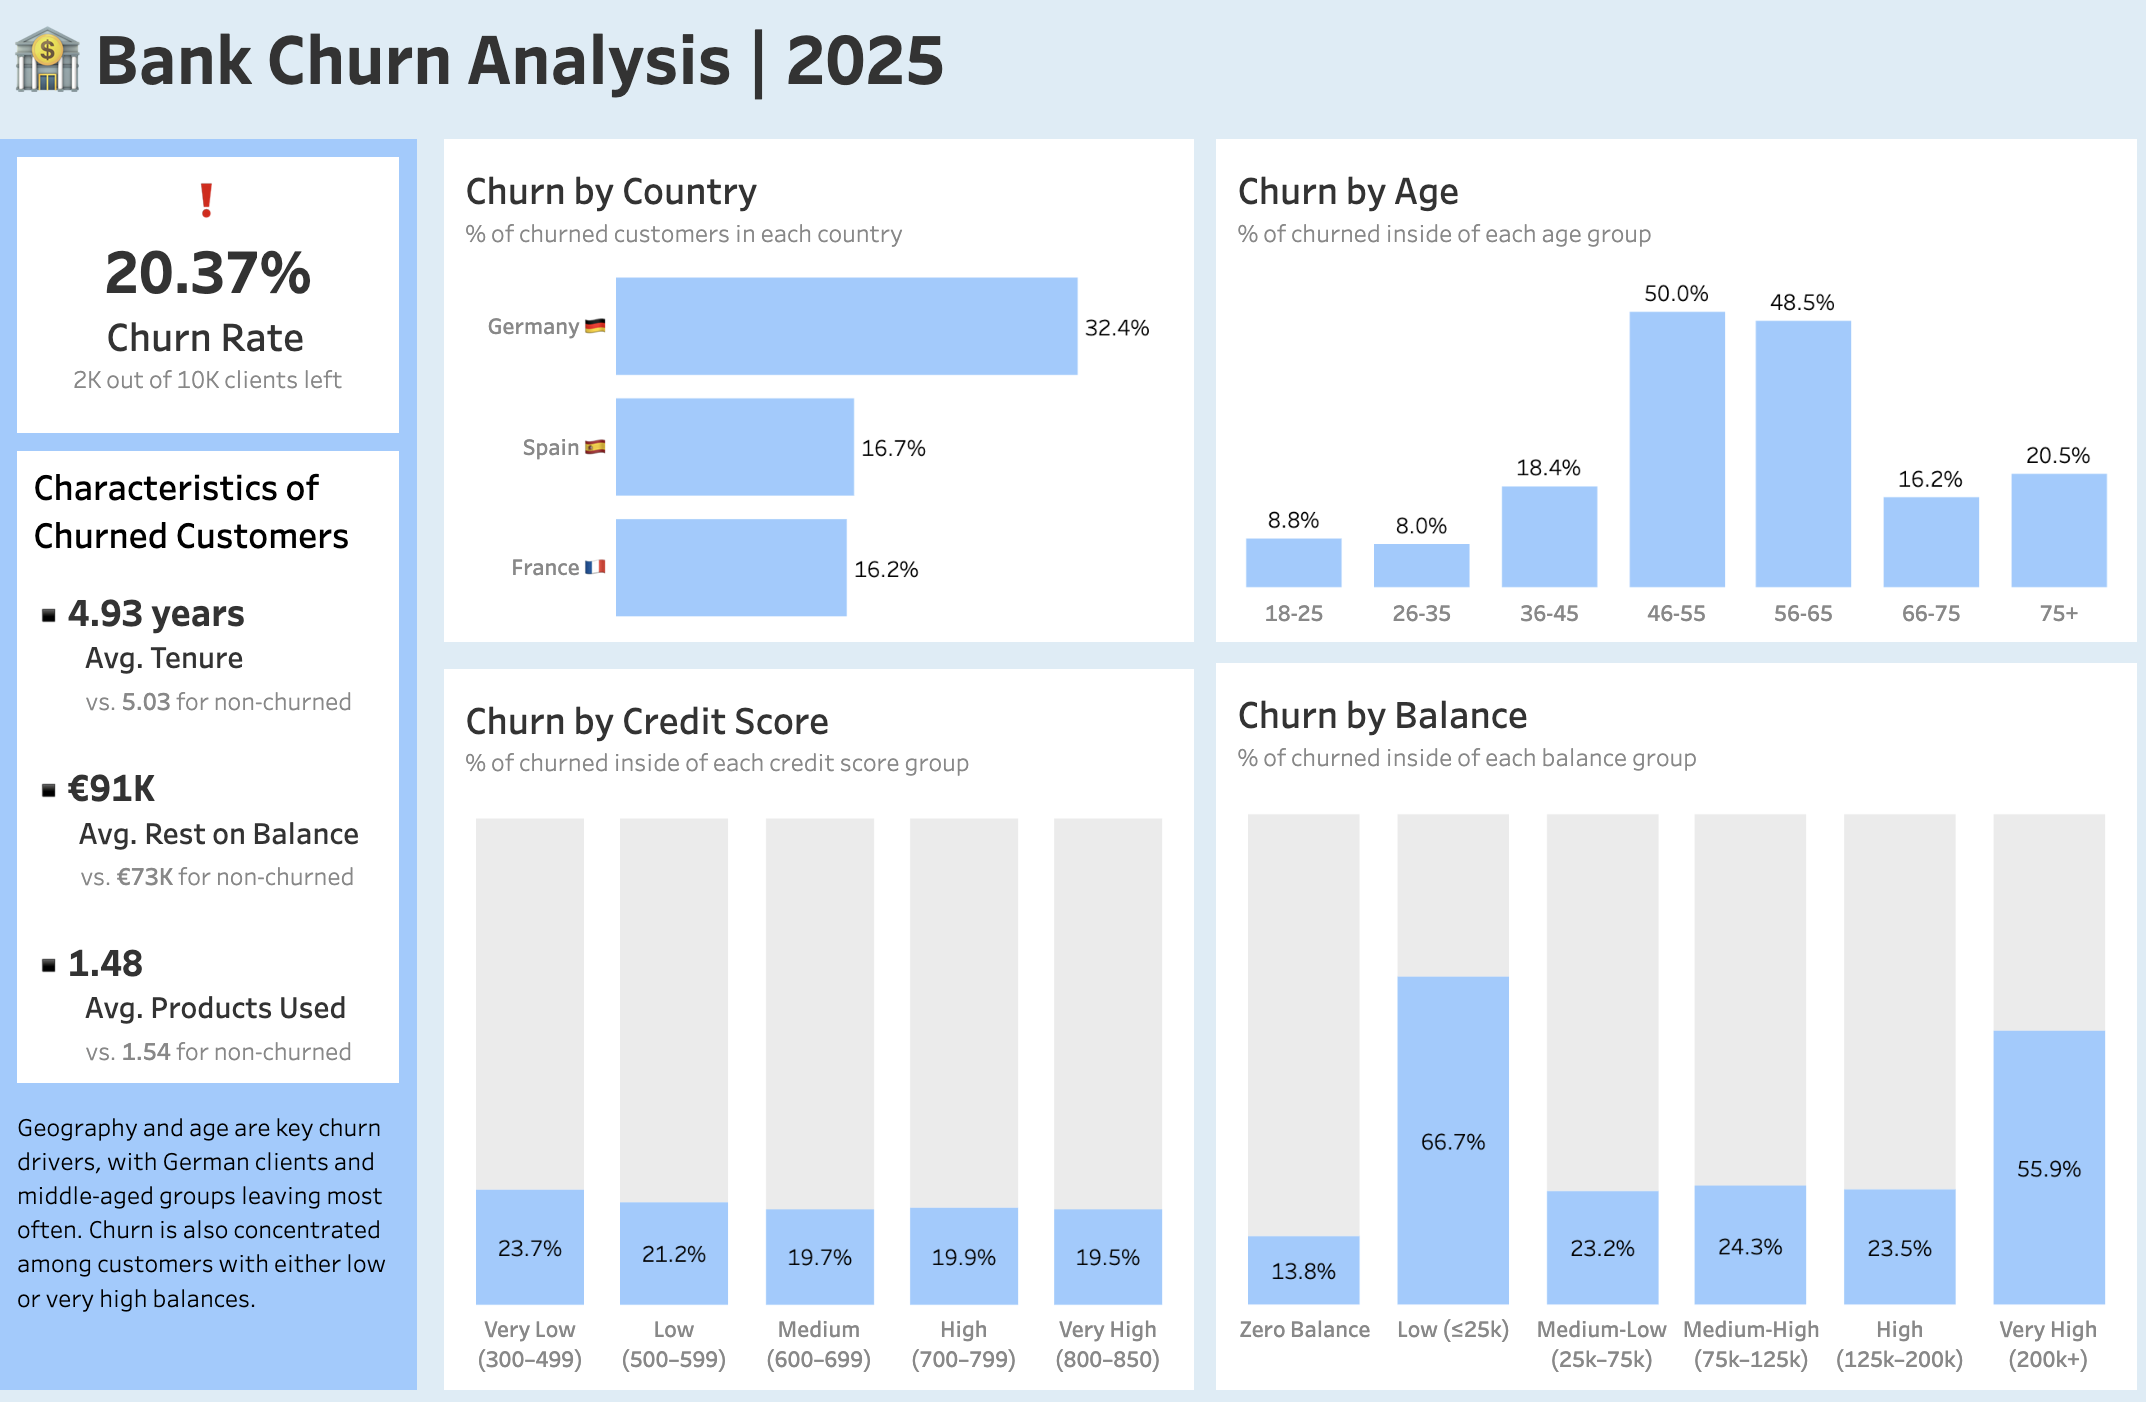 Bank Churn Analysis | 2025
20.37%
Churn Rate
2K out of 10K clients left
Characteristics of
Churned Customers
4.93 years
Avg. Tenure
vs. 5.03 for non-churned
€91K
Avg. Rest on Balance
vs. €73K for non-churned
1.48
Avg. Products Used
vs. 1.54 for non-churned
Geography and age are key churn
drivers, with German clients and
middle-aged groups leaving most
often. Churn is also concentrated
among customers with either low
or very high balances.
Churn by Country
% of churned customers in each country
Germany 32.4%
Spain 16.7%
France 16.2%
Churn by Age
% of churned inside of each age group
8.8% 8.0% 18.4% 50.0% 48.5% 16.2% 20.5%
18-25 26-35 36-45 46-55 56-65 66-75 75+
Churn by Credit Score
% of churned inside of each credit score group
23.7% 21.2% 19.7% 19.9% 19.5%
Very Low Low Medium High Very High
(300–499) (500–599) (600–699) (700–799) (800–850)
Churn by Balance
% of churned inside of each balance group
13.8% 66.7% 23.2% 24.3% 23.5% 55.9%
Zero Balance Low (≤25k) Medium-Low Medium-High High Very High
(25k–75k) (75k–125k) (125k–200k) (200k+)